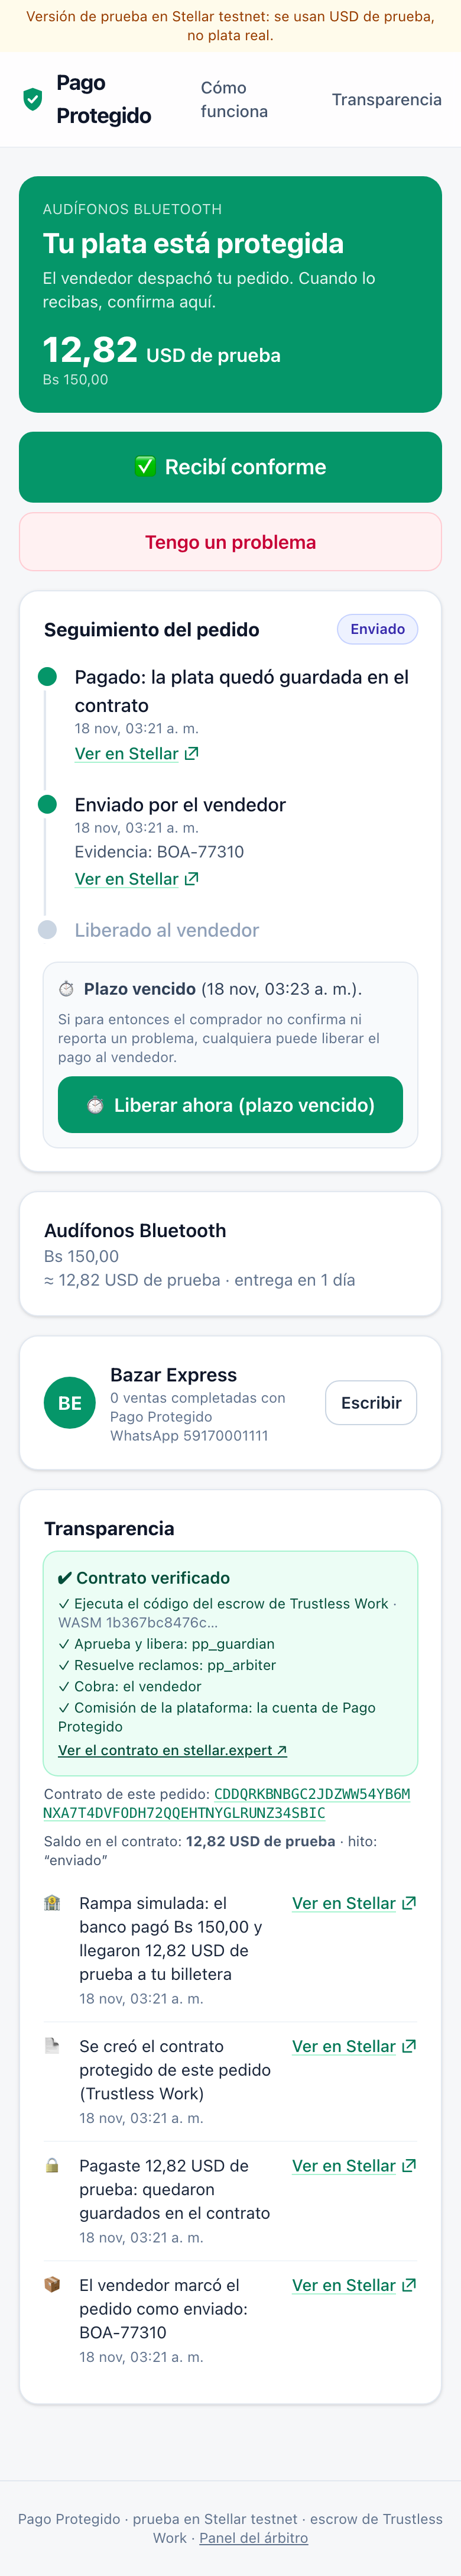 Versión de prueba en Stellar testnet: se usan USD de prueba,
no plata real.
Pago
Protegido
Cómo
funciona
Transparencia
AUDÍFONOS BLUETOOTH
Tu plata está protegida
El vendedor despachó tu pedido. Cuando lo
recibas, confirma aquí.
12,82 USD de prueba
Bs 150,00
✅ Recibí conforme
Tengo un problema
Seguimiento del pedido
Enviado
Pagado: la plata quedó guardada en el
contrato
18 nov, 03:21 a. m.
Ver en Stellar
Enviado por el vendedor
18 nov, 03:21 a. m.
Evidencia: BOA-77310
Ver en Stellar
Liberado al vendedor
⏱ Plazo vencido (18 nov, 03:23 a. m.).
Si para entonces el comprador no confirma ni
reporta un problema, cualquiera puede liberar el
pago al vendedor.
⏱ Liberar ahora (plazo vencido)
Audífonos Bluetooth
Bs 150,00
≈ 12,82 USD de prueba · entrega en 1 día
BE
Bazar Express
0 ventas completadas con
Pago Protegido
WhatsApp 59170001111
Escribir
Transparencia
✔ Contrato verificado
✓ Ejecuta el código del escrow de Trustless Work ·
WASM 1b367bc8476c…
✓ Aprueba y libera: pp_guardian
✓ Resuelve reclamos: pp_arbiter
✓ Cobra: el vendedor
✓ Comisión de la plataforma: la cuenta de Pago
Protegido
Ver el contrato en stellar.expert ↗
Contrato de este pedido: CDDQRKBNBGC2JDZWW54YB6M
NXA7T4DVFODH72QQEHTNYGLRUNZ34SBIC
Saldo en el contrato: 12,82 USD de prueba · hito:
“enviado”
Rampa simulada: el
banco pagó Bs 150,00 y
llegaron 12,82 USD de
prueba a tu billetera
18 nov, 03:21 a. m.
Ver en Stellar
Se creó el contrato
protegido de este pedido
(Trustless Work)
18 nov, 03:21 a. m.
Ver en Stellar
Pagaste 12,82 USD de
prueba: quedaron
guardados en el contrato
18 nov, 03:21 a. m.
Ver en Stellar
El vendedor marcó el
pedido como enviado:
BOA-77310
18 nov, 03:21 a. m.
Ver en Stellar
Pago Protegido · prueba en Stellar testnet · escrow de Trustless
Work · Panel del árbitro